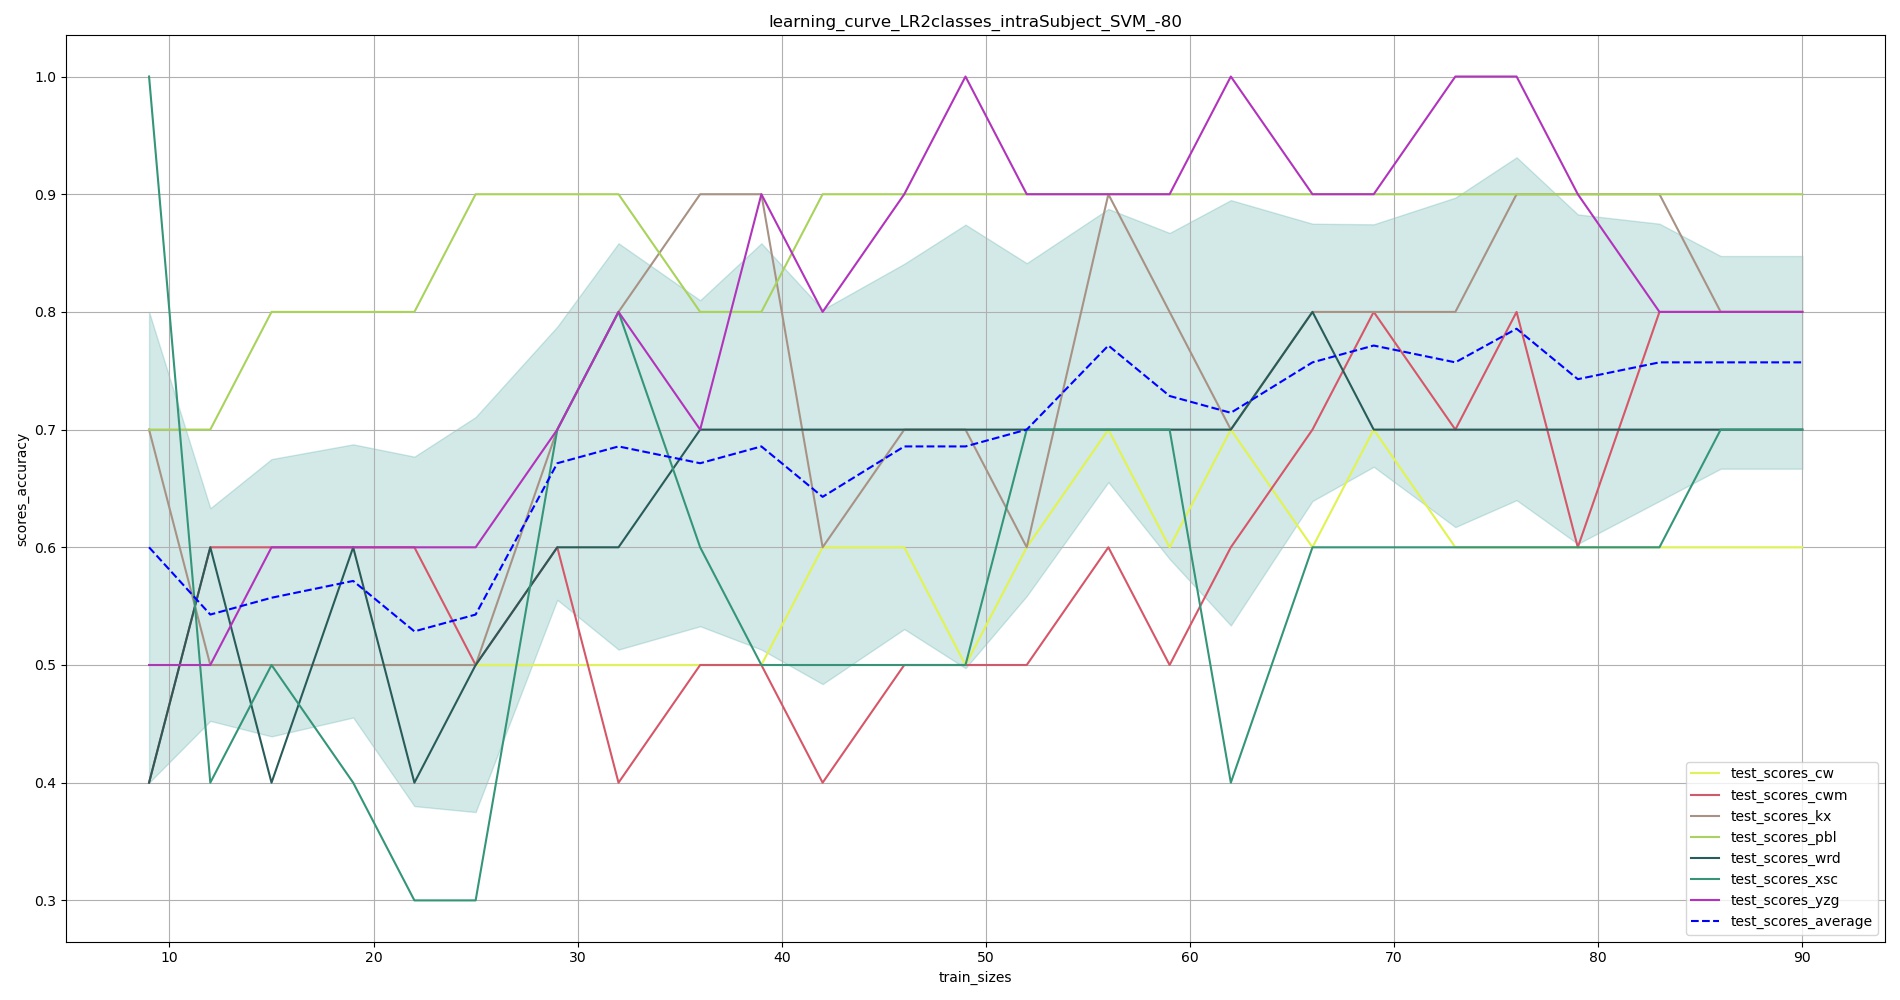 learning_curve_LR2classes_intraSubject_SVM_-80
1.0
0.9
0.8
0.7
0.6
0.5
0.4
0.3
scores_accuracy
10 20 30 40 50 60 70 80 90
train_sizes
test_scores_cw
test_scores_cwm
test_scores_kx
test_scores_pbl
test_scores_wrd
test_scores_xsc
test_scores_yzg
test_scores_average